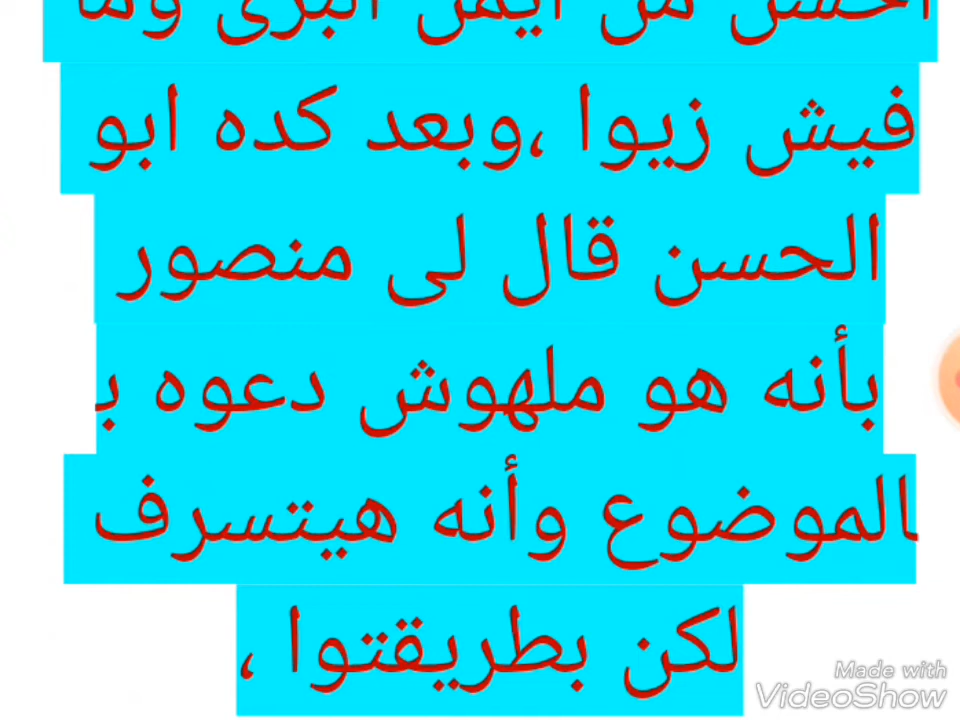 فيش زيوا ،وبعد كده ابو
الحسن قال لى منصور
بأنه هو ملهوش دعوه ب
الموضوع وأنه هيتسرف
لكن بطريقتوا ،
Made with
VideoShow